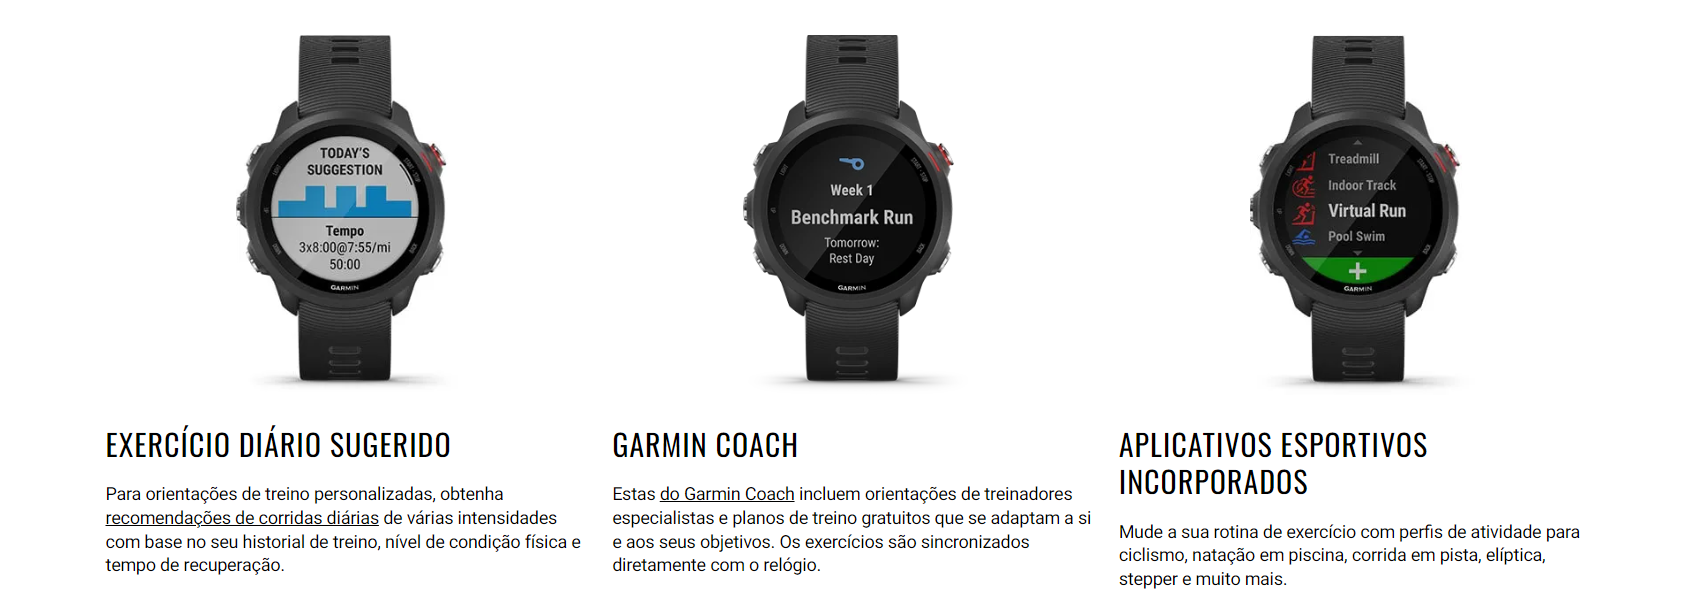 TODAY'S
SUGGESTION
Tempo
3x8:00@7:55/mi
50:00
GARMIN
Week 1
Benchmark Run
Tomorrow:
Rest Day
GARMIN
Treadmill
Indoor Track
Virtual Run
Pool Swim
GARMIN
EXERCÍCIO DIÁRIO SUGERIDO
Para orientações de treino personalizadas, obtenha
recomendações de corridas diárias de várias intensidades
com base no seu historial de treino, nível de condição física e
tempo de recuperação.
GARMIN COACH
Estas do Garmin Coach incluem orientações de treinadores
especialistas e planos de treino gratuitos que se adaptam a si
e aos seus objetivos. Os exercícios são sincronizados
diretamente com o relógio.
APLICATIVOS ESPORTIVOS
INCORPORADOS
Mude a sua rotina de exercício com perfis de atividade para
ciclismo, natação em piscina, corrida em pista, elíptica,
stepper e muito mais.